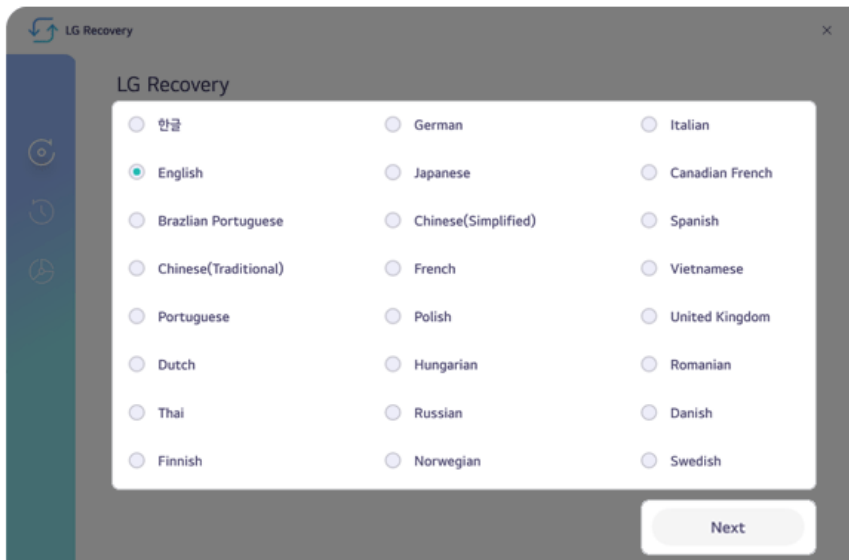 LG Recovery
LG Recovery
한글 German Italian
English Japanese Canadian French
Brazlian Portuguese Chinese(Simplified) Spanish
Chinese(Traditional) French Vietnamese
Portuguese Polish United Kingdom
Dutch Hungarian Romanian
Thai Russian Danish
Finnish Norwegian Swedish
Next